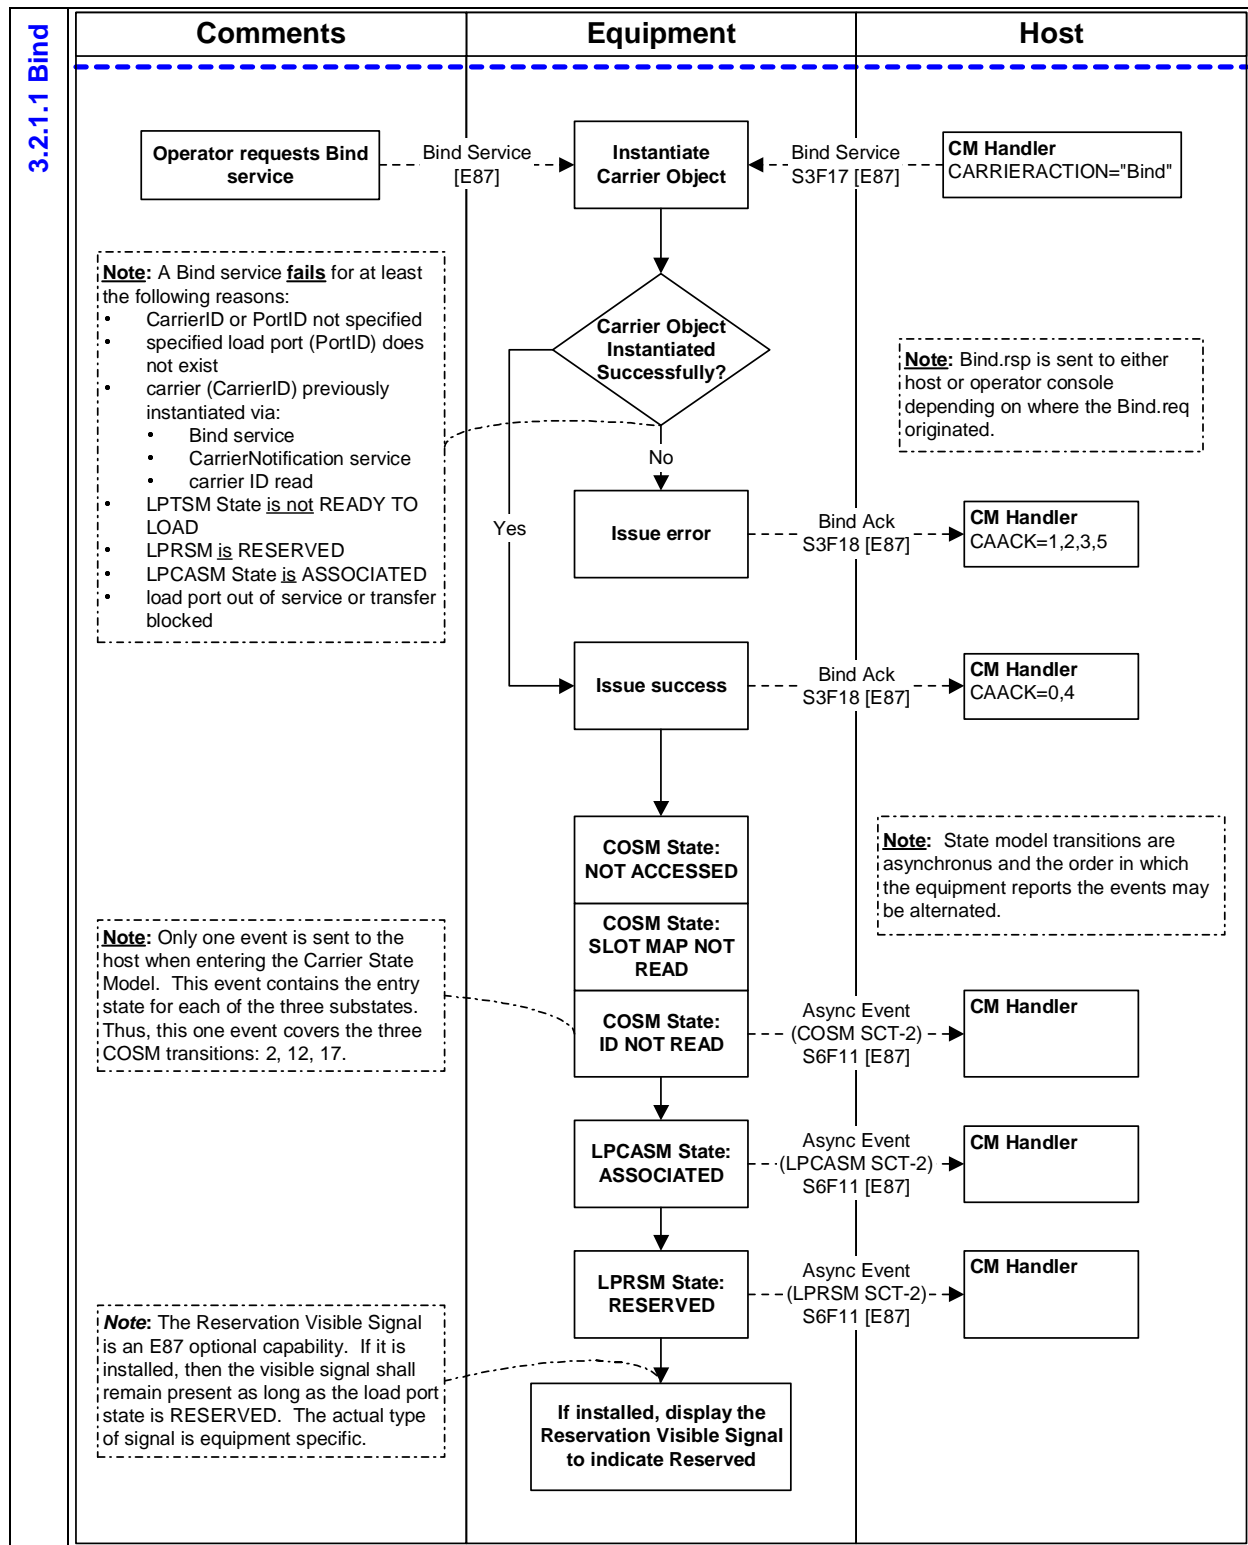 3.2.1.1 Bind
Comments
Equipment
Host
Operator requests Bind
service
Bind Service
[E87]
Instantiate
Carrier Object
Bind Service
S3F17 [E87]
CM Handler
CARRIERACTION="Bind"
Note: A Bind service fails for at least
the following reasons:
• CarrierID or PortID not specified
• specified load port (PortID) does
not exist
• carrier (CarrierID) previously
instantiated via:
• Bind service
• CarrierNotification service
• carrier ID read
• LPTSM State is not READY TO
LOAD
• LPRSM is RESERVED
• LPCASM State is ASSOCIATED
• load port out of service or transfer
blocked
Carrier Object
Instantiated
Successfully?
Note: Bind.rsp is sent to either
host or operator console
depending on where the Bind.req
originated.
No
Yes
Issue error
Bind Ack
S3F18 [E87]
CM Handler
CAACK=1,2,3,5
Issue success
Bind Ack
S3F18 [E87]
CM Handler
CAACK=0,4
COSM State:
NOT ACCESSED
Note: State model transitions are
asynchronus and the order in which
the equipment reports the events may
be alternated.
COSM State:
SLOT MAP NOT
READ
Note: Only one event is sent to the
host when entering the Carrier State
Model. This event contains the entry
state for each of the three substates.
Thus, this one event covers the three
COSM transitions: 2, 12, 17.
COSM State:
ID NOT READ
Async Event
(COSM SCT-2)
S6F11 [E87]
CM Handler
LPCASM State:
ASSOCIATED
Async Event
(LPCASM SCT-2)
S6F11 [E87]
CM Handler
LPRSM State:
RESERVED
Async Event
(LPRSM SCT-2)
S6F11 [E87]
CM Handler
Note: The Reservation Visible Signal
is an E87 optional capability. If it is
installed, then the visible signal shall
remain present as long as the load port
state is RESERVED. The actual type
of signal is equipment specific.
If installed, display the
Reservation Visible Signal
to indicate Reserved